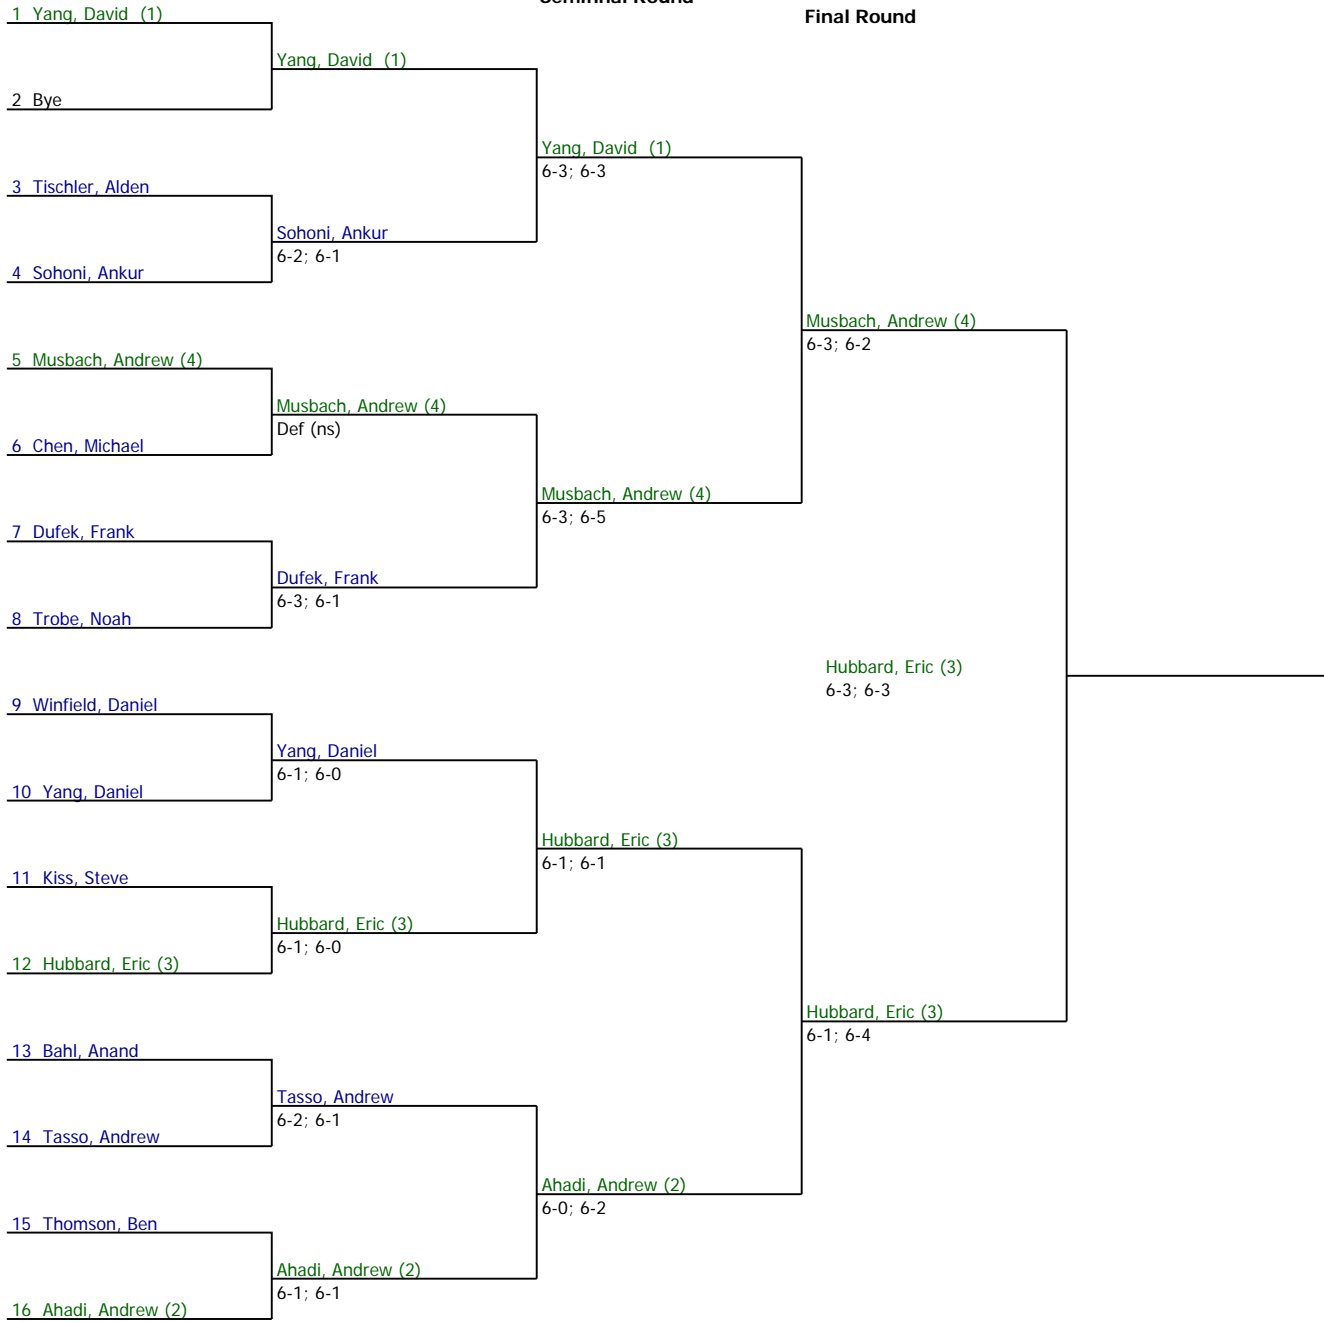 Semifinal Round
Final Round
1 Yang, David (1)
2 Bye
3 Tischler, Alden
4 Sohoni, Ankur
5 Musbach, Andrew (4)
6 Chen, Michael
7 Dufek, Frank
8 Trobe, Noah
9 Winfield, Daniel
10 Yang, Daniel
11 Kiss, Steve
12 Hubbard, Eric (3)
13 Bahl, Anand
14 Tasso, Andrew
15 Thomson, Ben
16 Ahadi, Andrew (2)
Yang, David (1)
Sohoni, Ankur
6-2; 6-1
Musbach, Andrew (4)
Def (ns)
Dufek, Frank
6-3; 6-1
Yang, Daniel
6-1; 6-0
Hubbard, Eric (3)
6-1; 6-0
Tasso, Andrew
6-2; 6-1
Ahadi, Andrew (2)
6-1; 6-1
Yang, David (1)
6-3; 6-3
Musbach, Andrew (4)
6-3; 6-5
Hubbard, Eric (3)
6-1; 6-1
Ahadi, Andrew (2)
6-0; 6-2
Musbach, Andrew (4)
6-3; 6-2
Hubbard, Eric (3)
6-1; 6-4
Hubbard, Eric (3)
6-3; 6-3